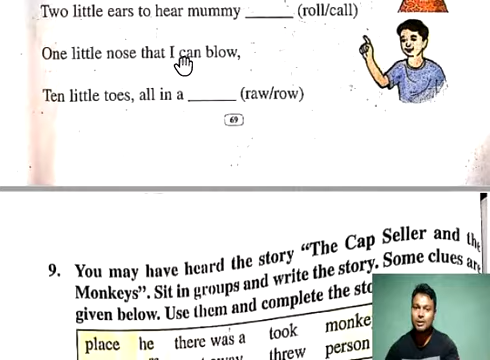 Two little ears to hear mummy ______ (roll/call)
One little nose that I can blow,
Ten little toes, all in a ______ (raw/row)
69
9. You may have heard the story “The Cap Seller and the
Monkeys”. Sit in groups and write the story. Some clues are
given below. Use them and complete the
place he there was a took
threw person